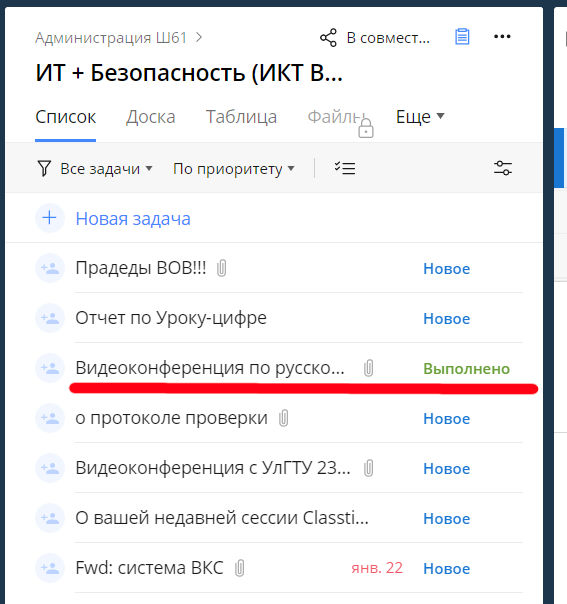 Администрация Ш61
В совмест...
ИТ + Безопасность (ИКТ В...
Список Доска Таблица Файлы Еще
Все задачи По приоритету
Новая задача
Прадеды ВОВ!!! Новое
Отчет по Уроку-цифре Новое
Видеоконференция по русско... Выполнено
о протоколе проверки Новое
Видеоконференция с УлГТУ 23... Новое
О вашей недавней сессии Classti... Новое
Fwd: система ВКС янв. 22 Новое